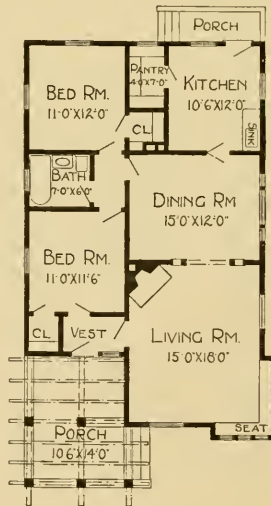 PORCH
PANTRY
4'0"X7'-0"
KITCHEN
10'6"X12'0"
BED RM.
11'-0"X12'0"
CL
SINK
BATH
7'-0"X6'0"
DINING RM
15'0"X12'0"
BED RM.
11'0"X11'6"
CL
VEST
LIVING RM.
15'0"X18'0"
SEAT
PORCH
10'6"X14'0"